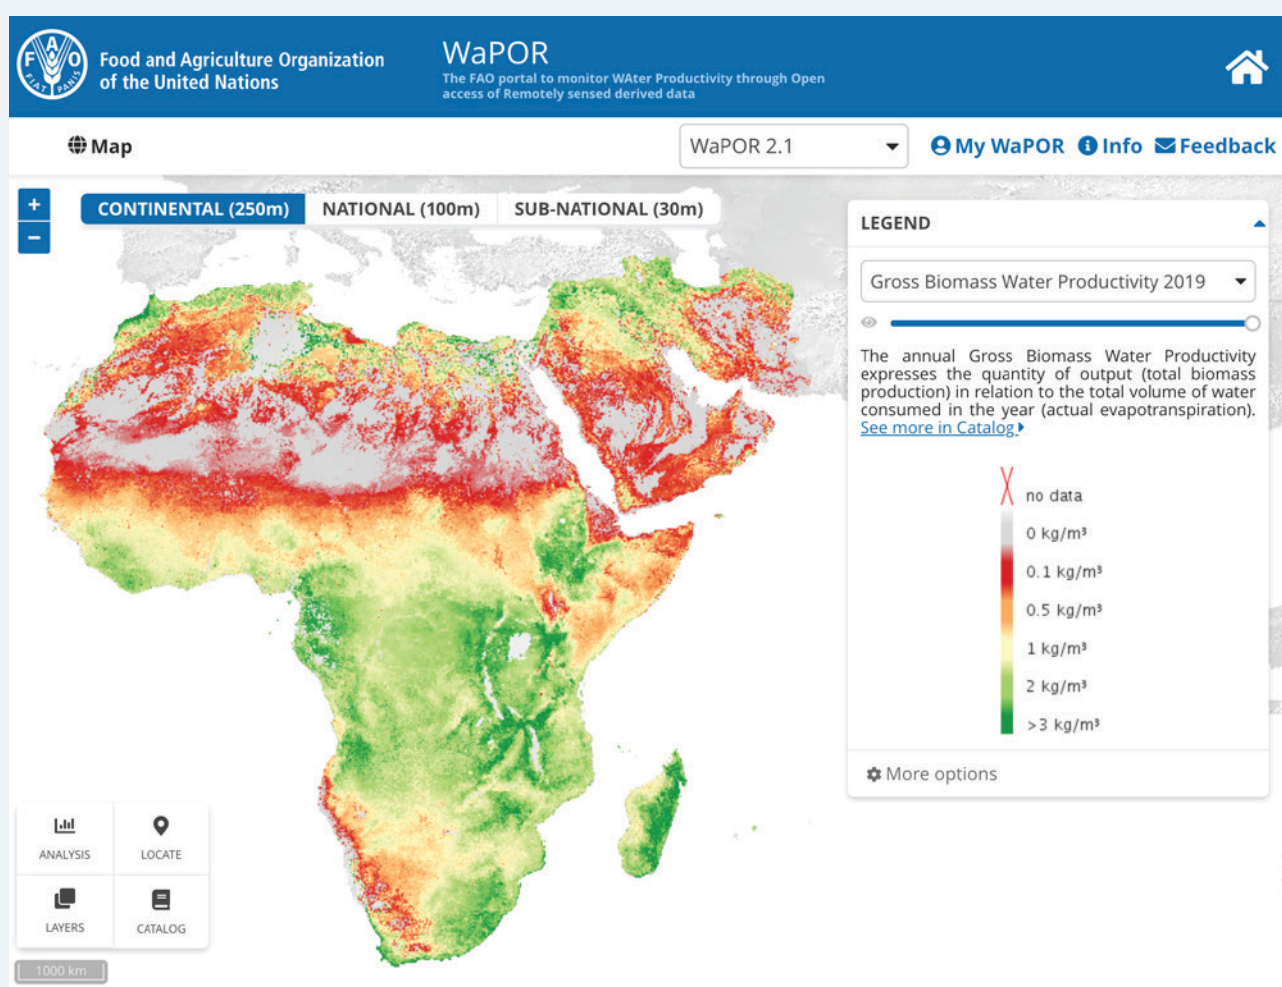 FAO
FIAT PANIS
Food and Agriculture Organization
of the United Nations
WaPOR
The FAO portal to monitor WAter Productivity through Open
access of Remotely sensed derived data
Map
WaPOR 2.1
My WaPOR
Info
Feedback
+
−
CONTINENTAL (250m)
NATIONAL (100m)
SUB-NATIONAL (30m)
LEGEND
Gross Biomass Water Productivity 2019
The annual Gross Biomass Water Productivity
expresses the quantity of output (total biomass
production) in relation to the total volume of water
consumed in the year (actual evapotranspiration).
See more in Catalog
no data
0 kg/m³
0.1 kg/m³
0.5 kg/m³
1 kg/m³
2 kg/m³
>3 kg/m³
More options
ANALYSIS
LOCATE
LAYERS
CATALOG
1000 km